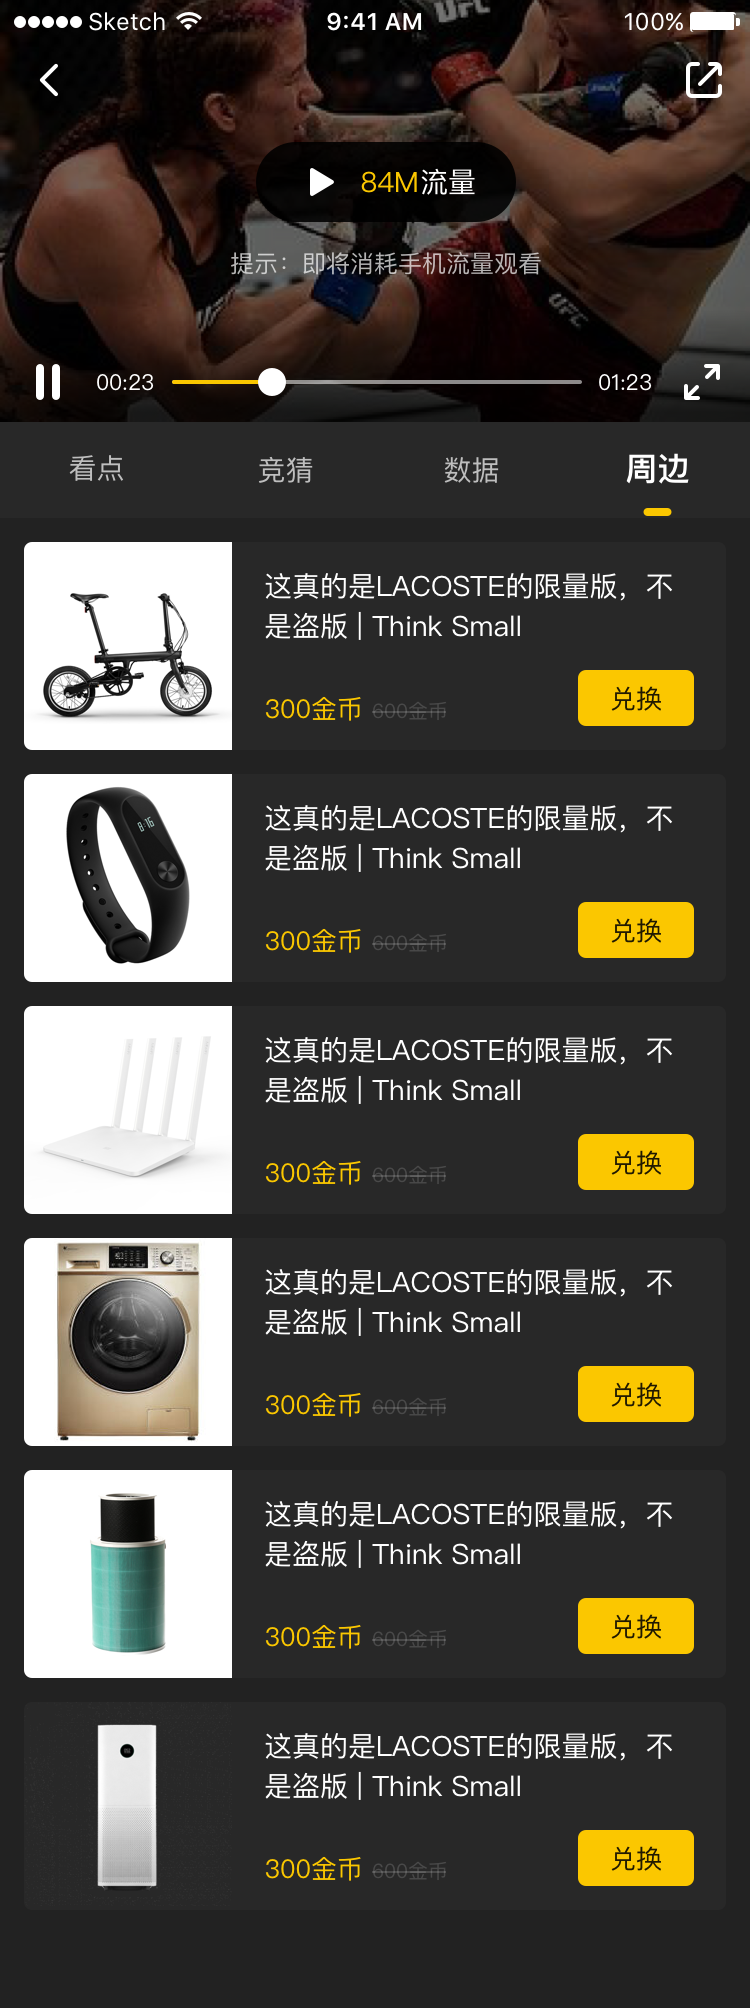 Sketch 9:41 AM 100%
UFC
84M流量
提示：即将消耗手机流量观看
UFC
00:23 01:23
看点 竞猜 数据 周边
这真的是LACOSTE的限量版，不
是盗版 | Think Small
300金币 600金币 兑换
8:16
这真的是LACOSTE的限量版，不
是盗版 | Think Small
300金币 600金币 兑换
这真的是LACOSTE的限量版，不
是盗版 | Think Small
300金币 600金币 兑换
这真的是LACOSTE的限量版，不
是盗版 | Think Small
300金币 600金币 兑换
这真的是LACOSTE的限量版，不
是盗版 | Think Small
300金币 600金币 兑换
这真的是LACOSTE的限量版，不
是盗版 | Think Small
300金币 600金币 兑换